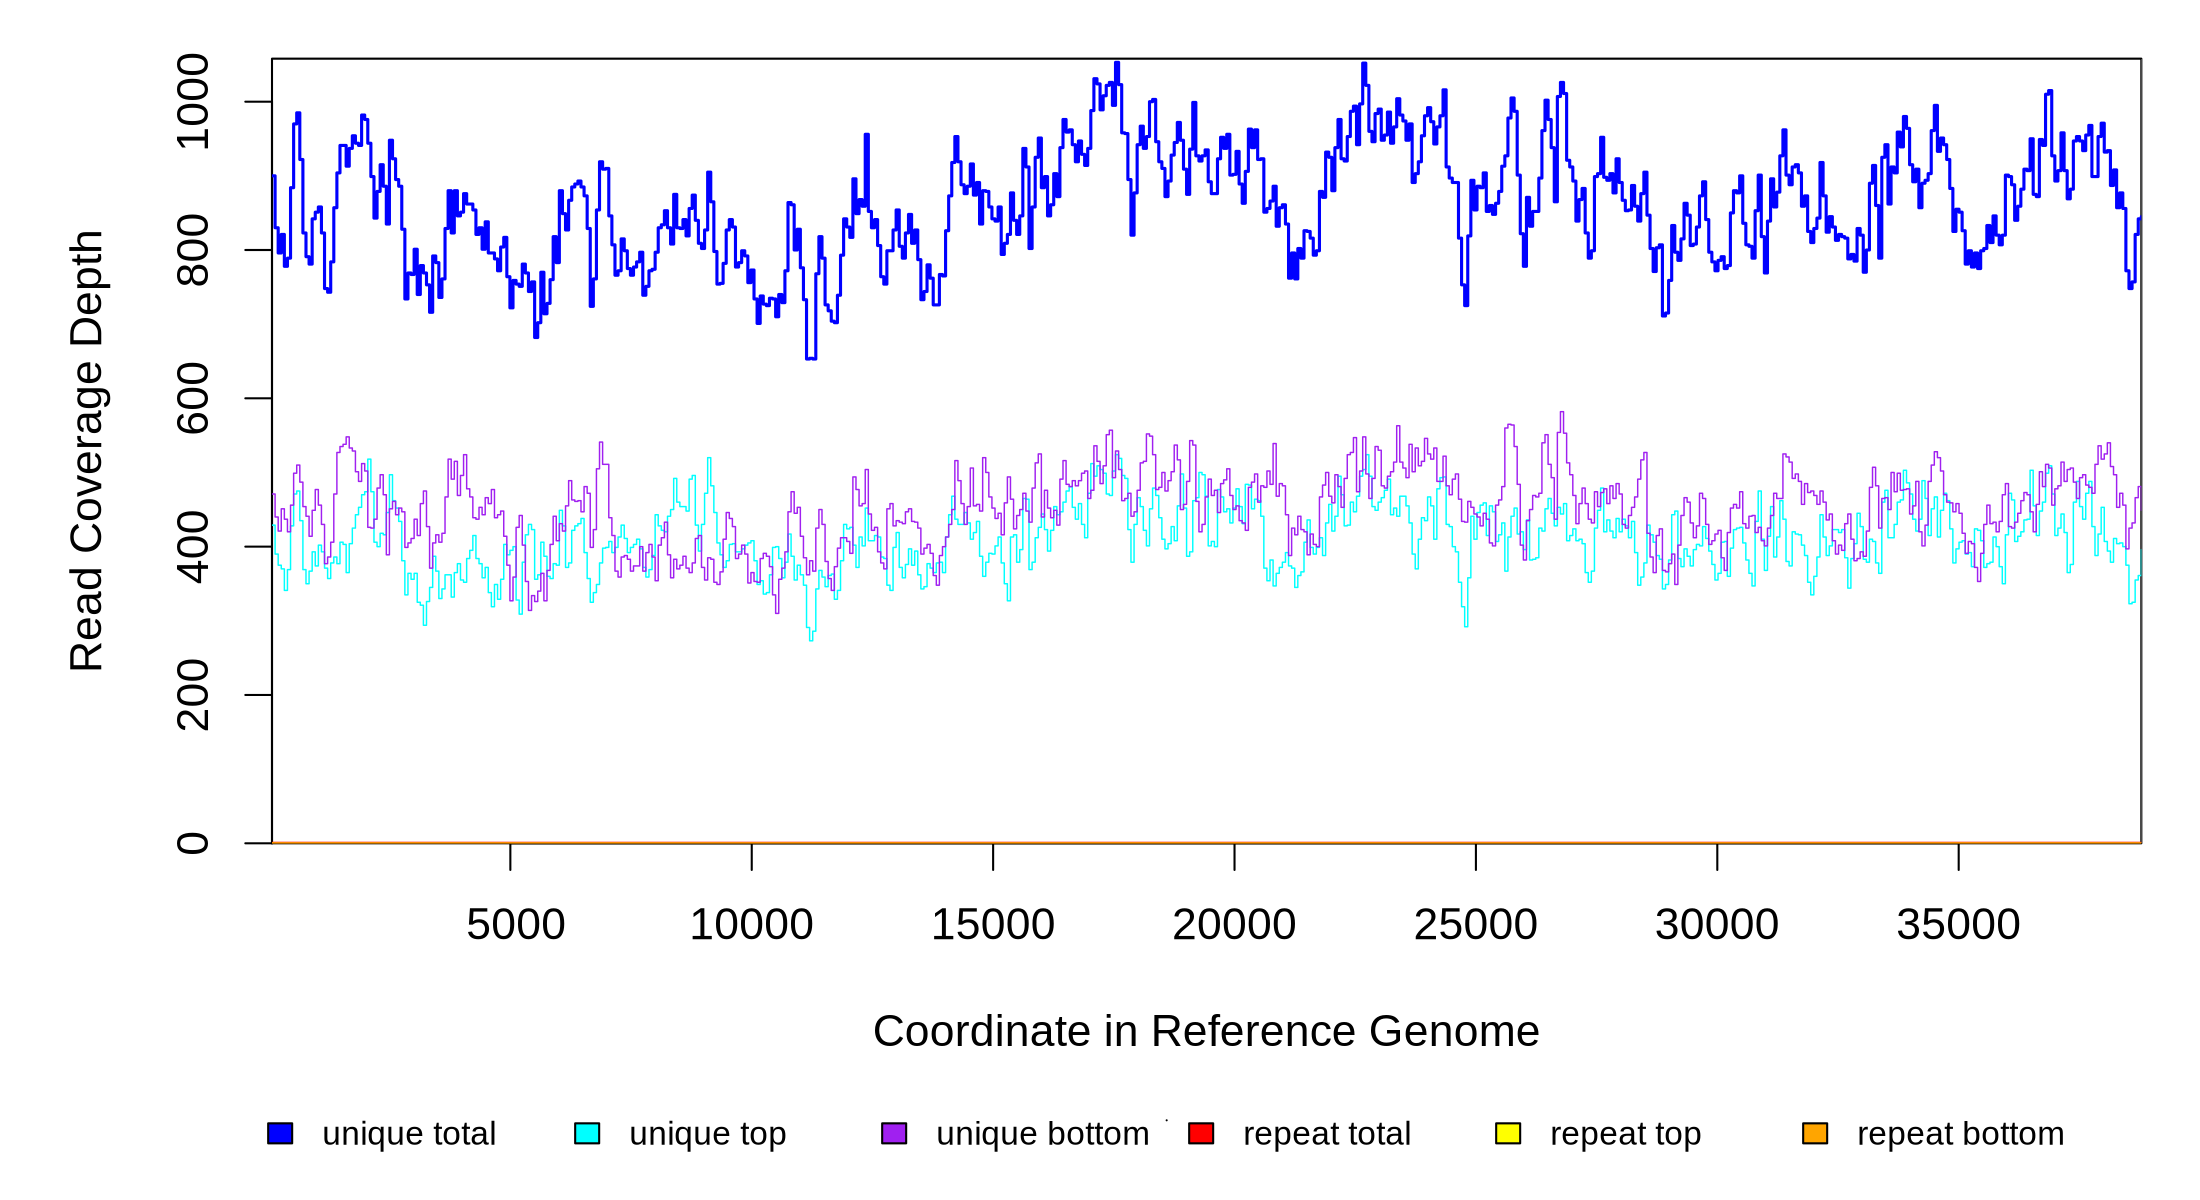 Read Coverage Depth
1000
800
600
400
200
0
5000 10000 15000 20000 25000 30000 35000
Coordinate in Reference Genome
unique total unique top unique bottom repeat total repeat top repeat bottom